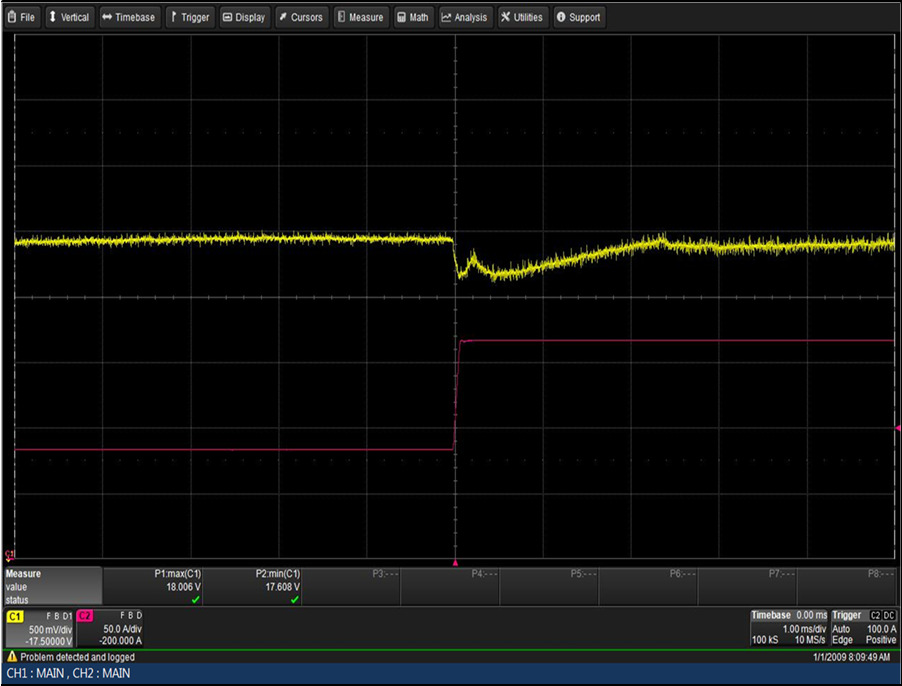 File Vertical Timebase Trigger Display Cursors Measure Math Analysis Utilities Support
C1
Measure P1:max(C1) P2:min(C1) P3:--- P4:--- P5:--- P6:--- P7:--- P8:---
value 18.006 V 17.608 V
status
C1 F B D1 C2 F B D Timebase 0.00 ms Trigger C2 DC
500 mV/div 50.0 A/div 1.00 ms/div Auto 100.0 A
-17.50000 V -200.000 A 100 kS 10 MS/s Edge Positive
Problem detected and logged 1/1/2009 8:09:49 AM
CH1 : MAIN , CH2 : MAIN